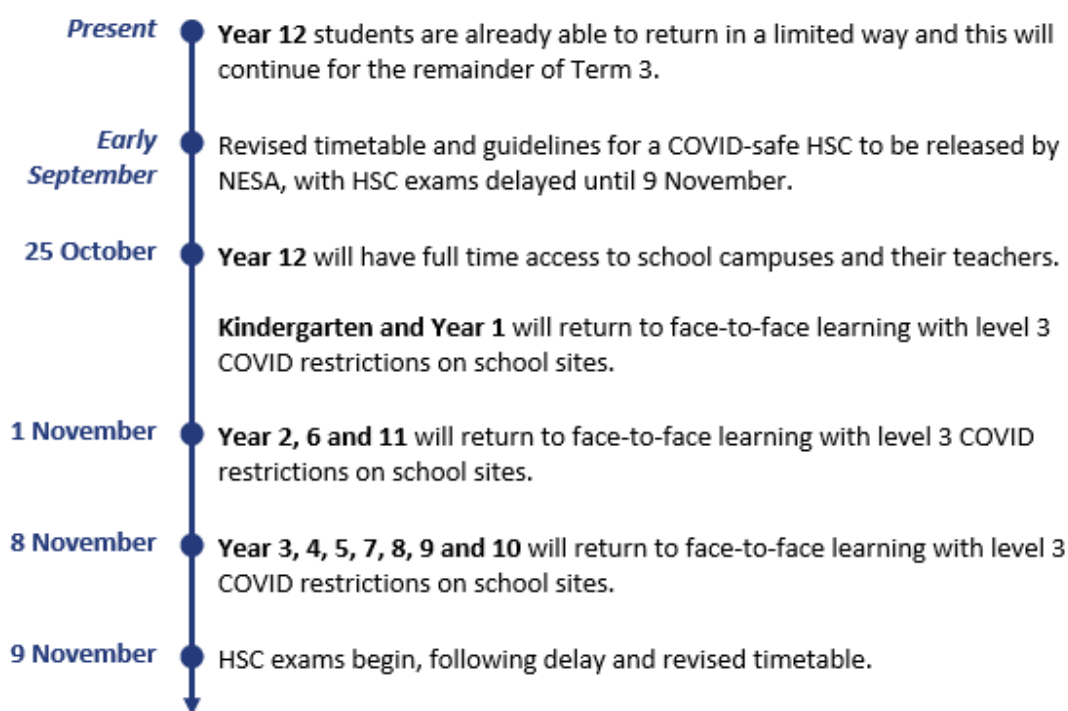 Present
Year 12 students are already able to return in a limited way and this will
continue for the remainder of Term 3.
Early
September
Revised timetable and guidelines for a COVID-safe HSC to be released by
NESA, with HSC exams delayed until 9 November.
25 October
Year 12 will have full time access to school campuses and their teachers.
Kindergarten and Year 1 will return to face-to-face learning with level 3
COVID restrictions on school sites.
1 November
Year 2, 6 and 11 will return to face-to-face learning with level 3 COVID
restrictions on school sites.
8 November
Year 3, 4, 5, 7, 8, 9 and 10 will return to face-to-face learning with level 3
COVID restrictions on school sites.
9 November
HSC exams begin, following delay and revised timetable.